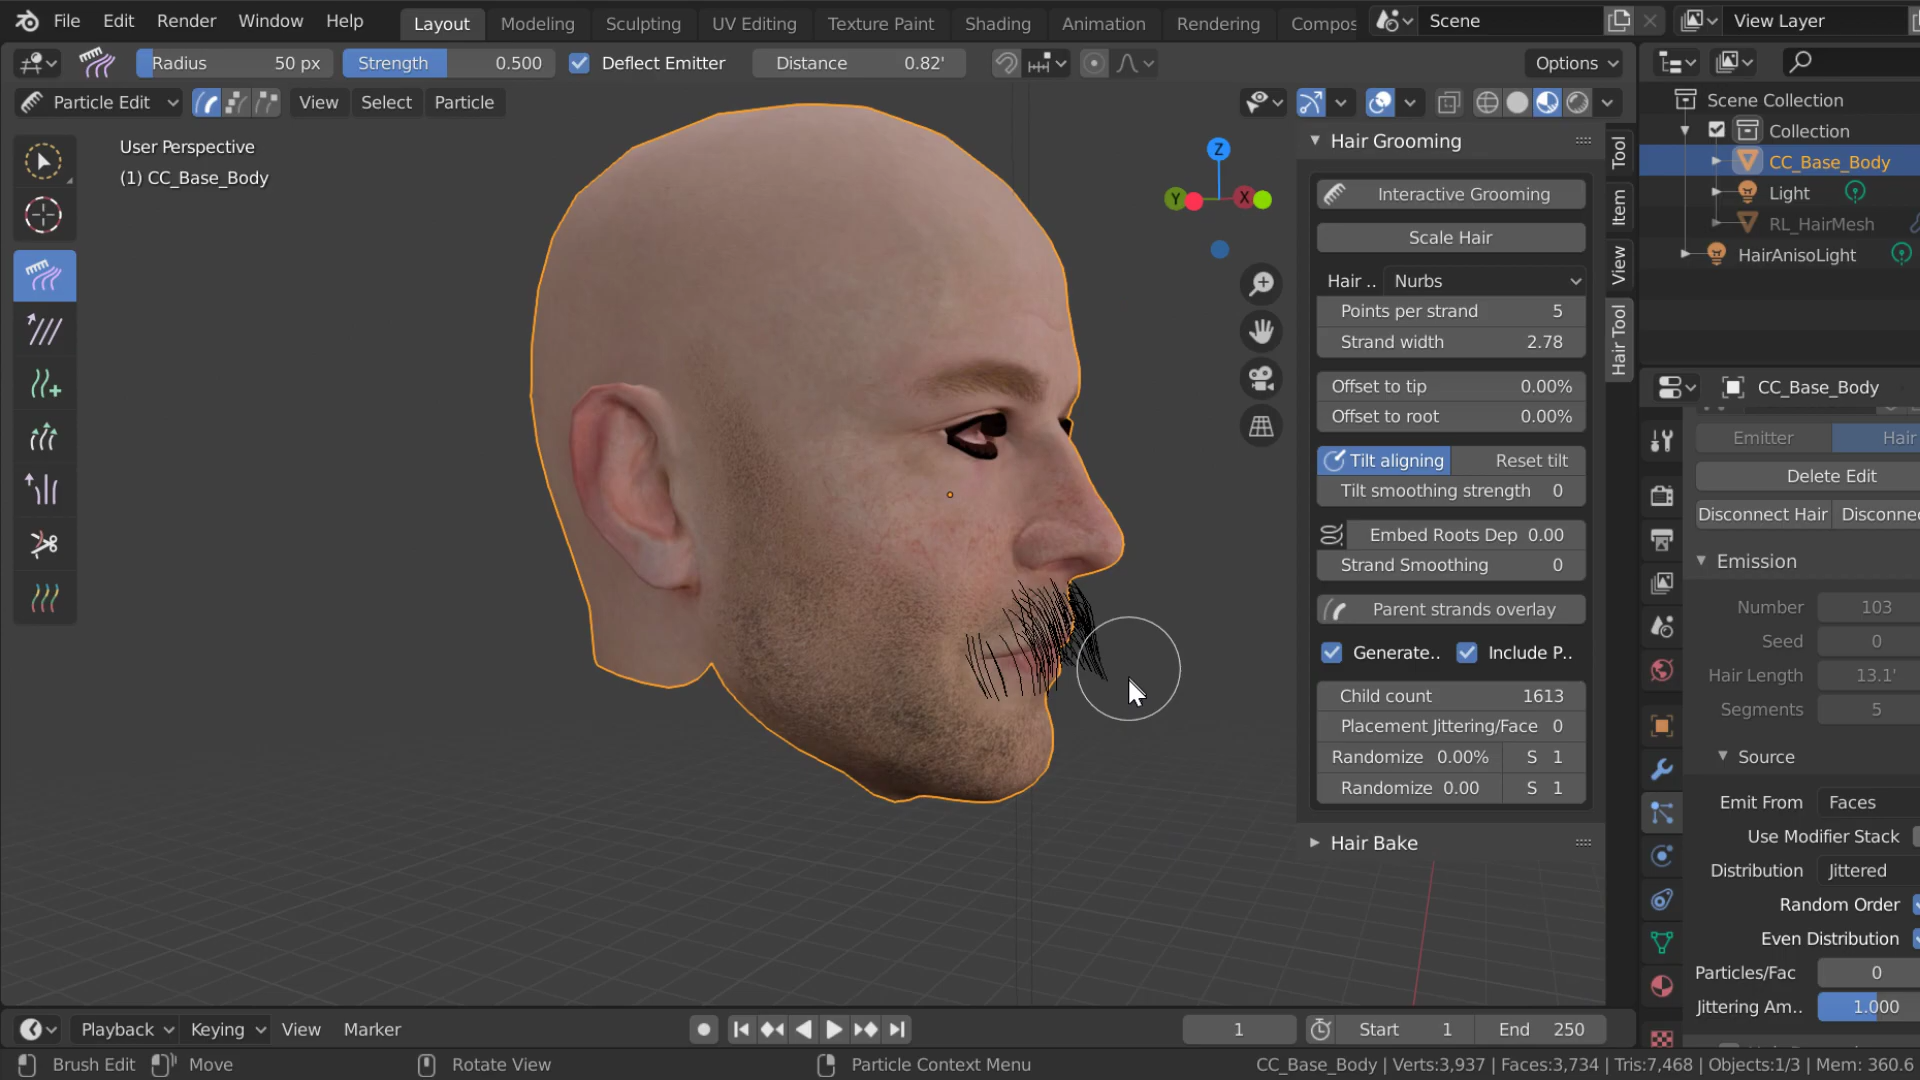 File Edit Render Window Help Layout Modeling Sculpting UV Editing Texture Paint Shading Animation Rendering Compos Scene View Layer
Radius 50 px Strength 0.500 Deflect Emitter Distance 0.82' Options
Particle Edit View Select Particle
User Perspective
(1) CC_Base_Body
Z
Y
X
Hair Grooming
Interactive Grooming
Scale Hair
Hair .. Nurbs
Points per strand 5
Strand width 2.78
Offset to tip 0.00%
Offset to root 0.00%
Tilt aligning Reset tilt
Tilt smoothing strength 0
Embed Roots Dep 0.00
Strand Smoothing 0
Parent strands overlay
Generate.. Include P..
Child count 1613
Placement Jittering/Face 0
Randomize 0.00% S 1
Randomize 0.00 S 1
Hair Bake
Tool
Item
View
Hair Tool
Scene Collection
Collection
CC_Base_Body
Light
RL_HairMesh
HairAnisoLight
CC_Base_Body
Emitter Hair
Delete Edit
Disconnect Hair Disconnec
Emission
Number 103
Seed 0
Hair Length 13.1'
Segments 5
Source
Emit From Faces
Use Modifier Stack
Distribution Jittered
Random Order
Even Distribution
Particles/Fac 0
Jittering Am.. 1.000
Playback Keying View Marker 1 Start 1 End 250
Brush Edit Move Rotate View Particle Context Menu CC_Base_Body | Verts:3,937 | Faces:3,734 | Tris:7,468 | Objects:1/3 | Mem: 360.6